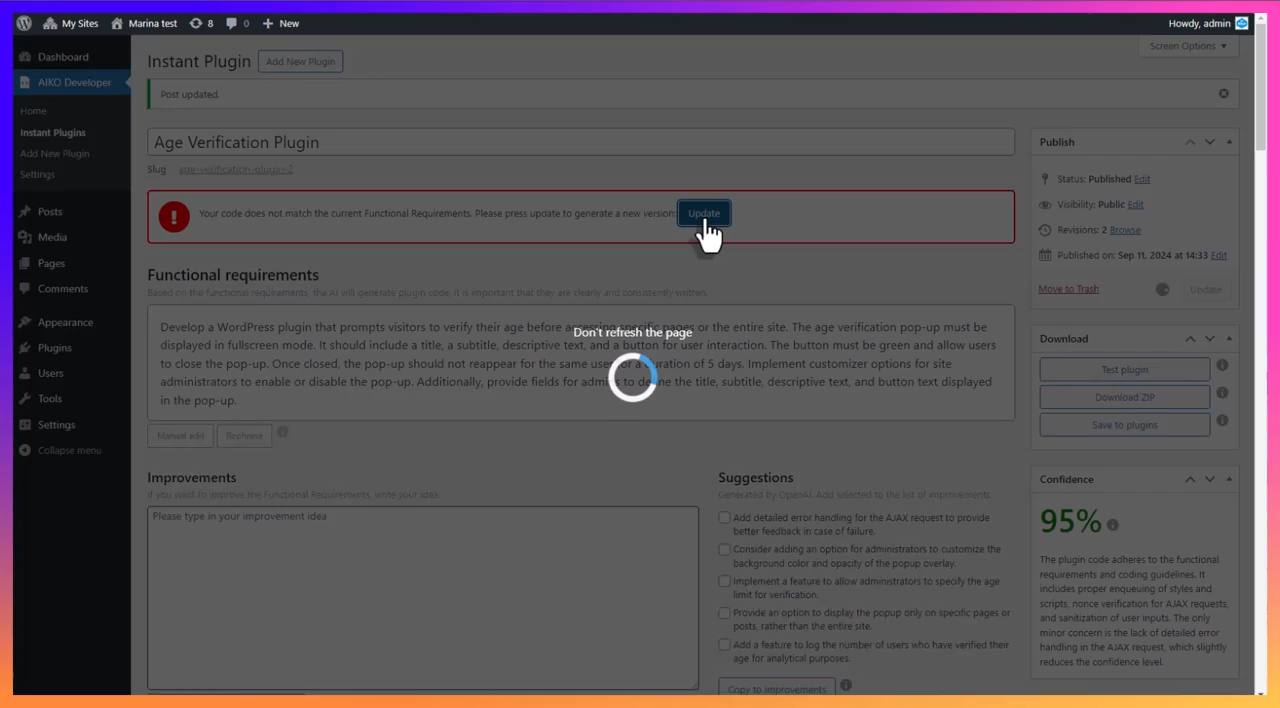 My Sites
Marina test
8
0
New
Howdy, admin
Dashboard
AIKO Developer
Home
Instant Plugins
Add New Plugin
Settings
Posts
Media
Pages
Comments
Appearance
Plugins
Users
Tools
Settings
Collapse menu
Instant Plugin
Add New Plugin
Screen Options
Post updated.
Age Verification Plugin
Slug age-verification-plugin-2
Your code does not match the current Functional Requirements. Please press update to generate a new version:
Update
Functional requirements
Based on the functional requirements, the AI will generate plugin code, it is important that they are clearly and consistently written.
Don't refresh the page
Develop a WordPress plugin that prompts visitors to verify their age before accessing specific pages or the entire site. The age verification pop-up must be
displayed in fullscreen mode. It should include a title, a subtitle, descriptive text, and a button for user interaction. The button must be green and allow users
to close the pop-up. Once closed, the pop-up should not reappear for the same user for a duration of 5 days. Implement customizer options for site
administrators to enable or disable the pop-up. Additionally, provide fields for admins to define the title, subtitle, descriptive text, and button text displayed
in the pop-up.
Manual edit
Rephrase
Improvements
If you want to improve the Functional Requirements, write your idea.
Please type in your improvement idea
Suggestions
Generated by OpenAI. Add selected to the list of improvements.
Add detailed error handling for the AJAX request to provide
better feedback in case of failure.
Consider adding an option for administrators to customize the
background color and opacity of the popup overlay.
Implement a feature to allow administrators to specify the age
limit for verification.
Provide an option to display the popup only on specific pages or
posts, rather than the entire site.
Add a feature to log the number of users who have verified their
age for analytical purposes.
Copy to improvements
Publish
Status: Published Edit
Visibility: Public Edit
Revisions: 2 Browse
Published on: Sep 11, 2024 at 14:33 Edit
Move to Trash
Update
Download
Test plugin
Download ZIP
Save to plugins
Confidence
95%
The plugin code adheres to the functional
requirements and coding guidelines. It
includes proper enqueuing of styles and
scripts, nonce verification for AJAX requests,
and sanitization of user inputs. The only
minor concern is the lack of detailed error
handling in the AJAX request, which slightly
reduces the confidence level.